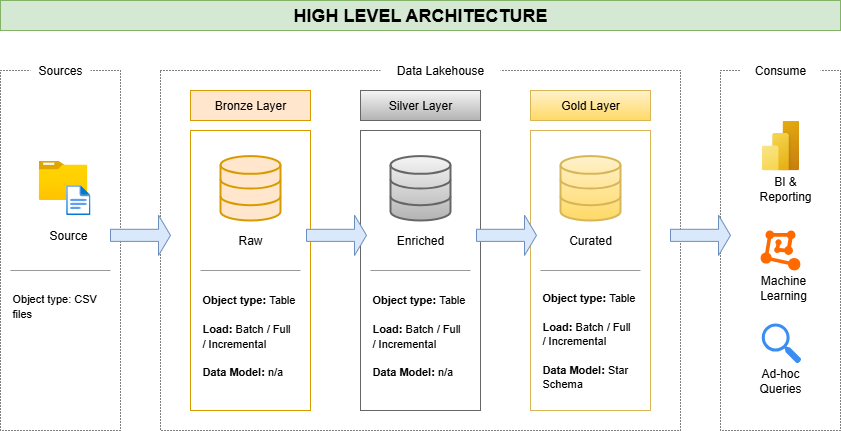 HIGH LEVEL ARCHITECTURE
Sources
Source
Object type: CSV
files
Data Lakehouse
Bronze Layer
Raw
Object type: Table
Load: Batch / Full
/ Incremental
Data Model: n/a
Silver Layer
Enriched
Object type: Table
Load: Batch / Full
/ Incremental
Data Model: n/a
Gold Layer
Curated
Object type: Table
Load: Batch / Full
/ Incremental
Data Model: Star
Schema
Consume
BI &
Reporting
Machine
Learning
Ad-hoc
Queries